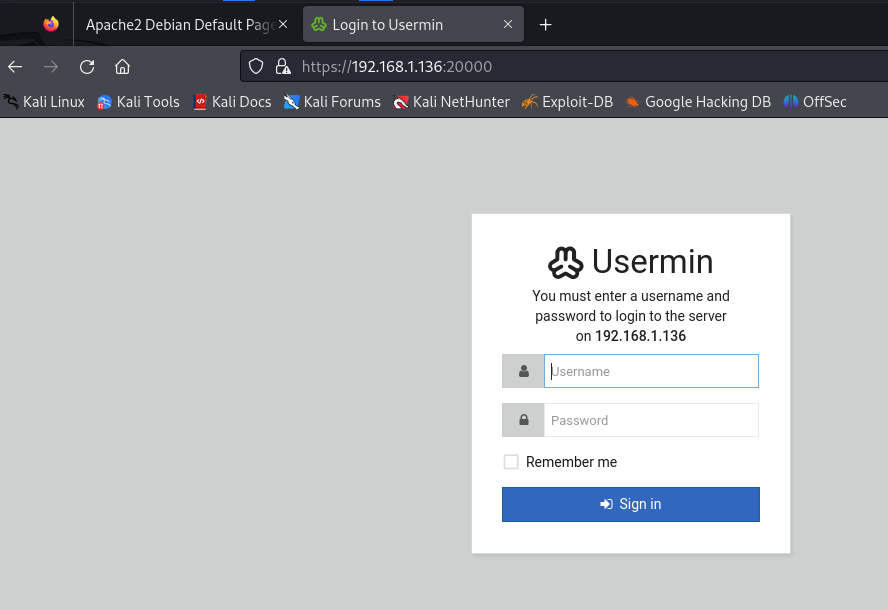 Apache2 Debian Default Page
Login to Usermin
https://192.168.1.136:20000
Kali Linux Kali Tools Kali Docs Kali Forums Kali NetHunter Exploit-DB Google Hacking DB OffSec
Usermin
You must enter a username and
password to login to the server
on 192.168.1.136
Username
Password
Remember me
Sign in